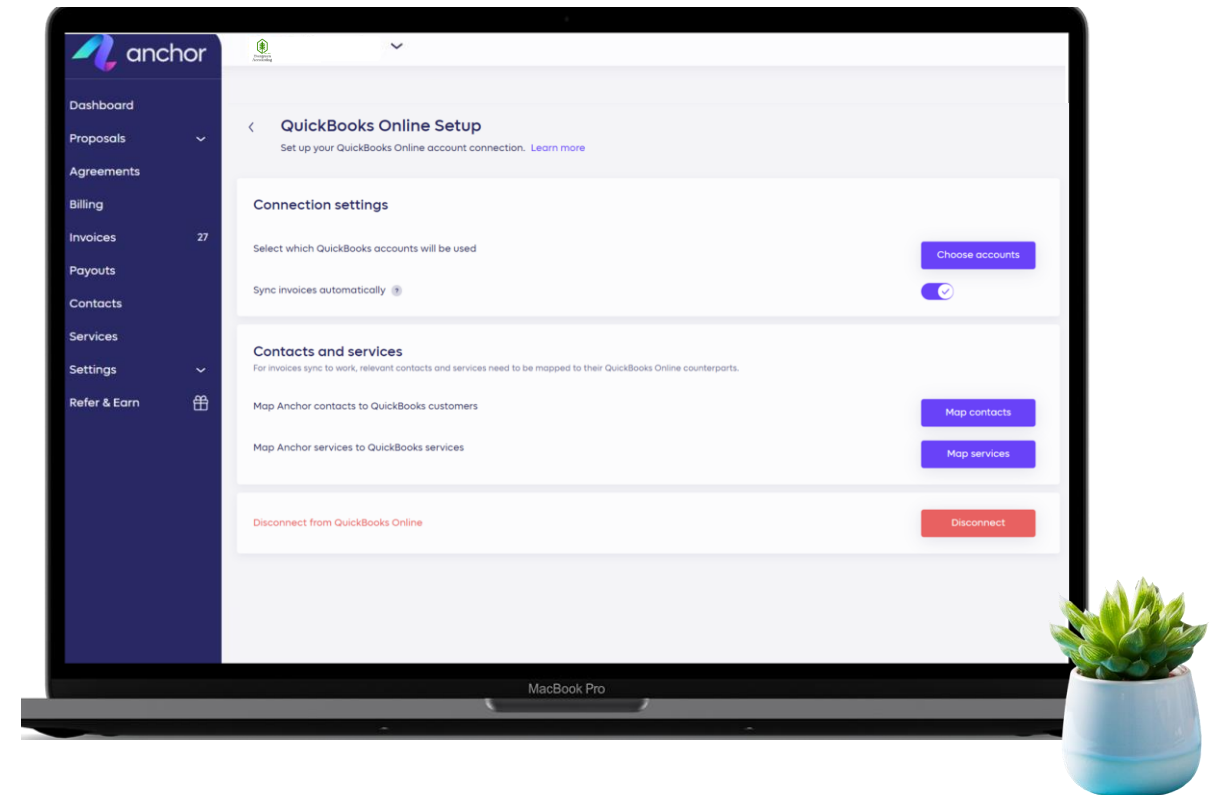 anchor
Dashboard
Proposals
Agreements
Billing
Invoices 27
Payouts
Contacts
Services
Settings
Refer & Earn
QuickBooks Online Setup
Set up your QuickBooks Online account connection. Learn more
Connection settings
Select which QuickBooks accounts will be used
Choose accounts
Sync invoices automatically ?
Contacts and services
For invoices sync to work, relevant contacts and services need to be mapped to their QuickBooks Online counterparts.
Map Anchor contacts to QuickBooks customers
Map contacts
Map Anchor services to QuickBooks services
Map services
Disconnect from QuickBooks Online
Disconnect
MacBook Pro